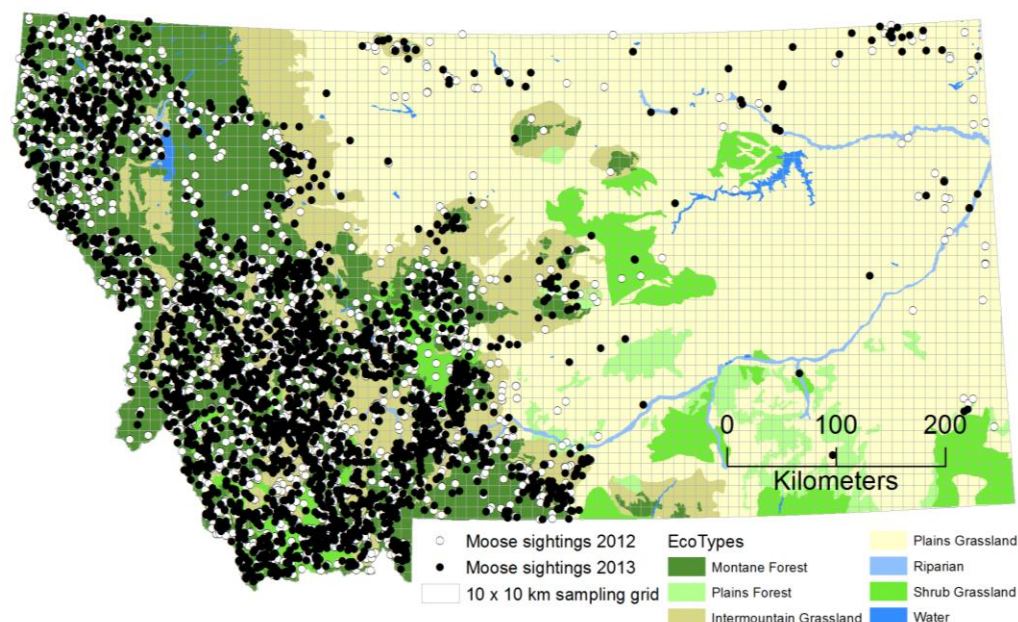 0 100 200
Kilometers
Moose sightings 2012
Moose sightings 2013
10 x 10 km sampling grid
EcoTypes
Montane Forest
Plains Forest
Intermountain Grassland
Plains Grassland
Riparian
Shrub Grassland
Water